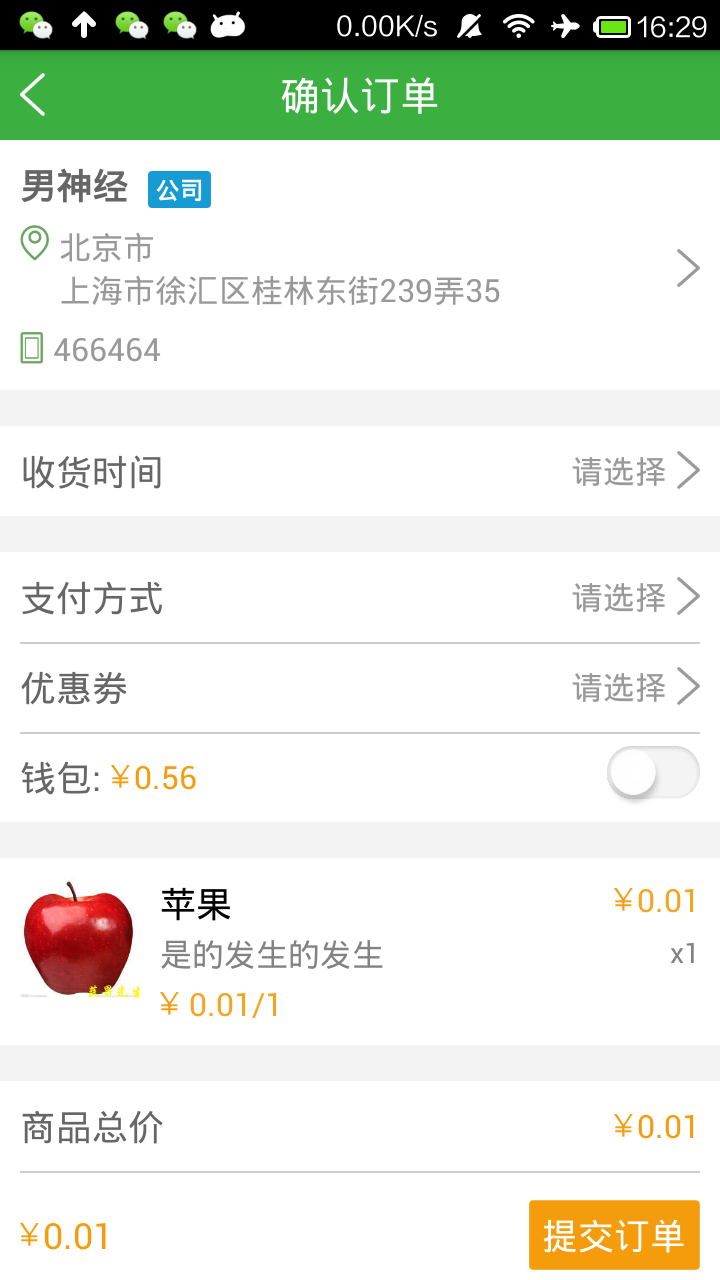 0.00K/s 16:29
确认订单
男神经 公司
北京市
上海市徐汇区桂林东街239弄35
466464
收货时间 请选择
支付方式 请选择
优惠券 请选择
钱包: ￥0.56
苹果 ￥0.01
是的发生的发生 x1
￥ 0.01/1
商品总价 ￥0.01
￥0.01 提交订单